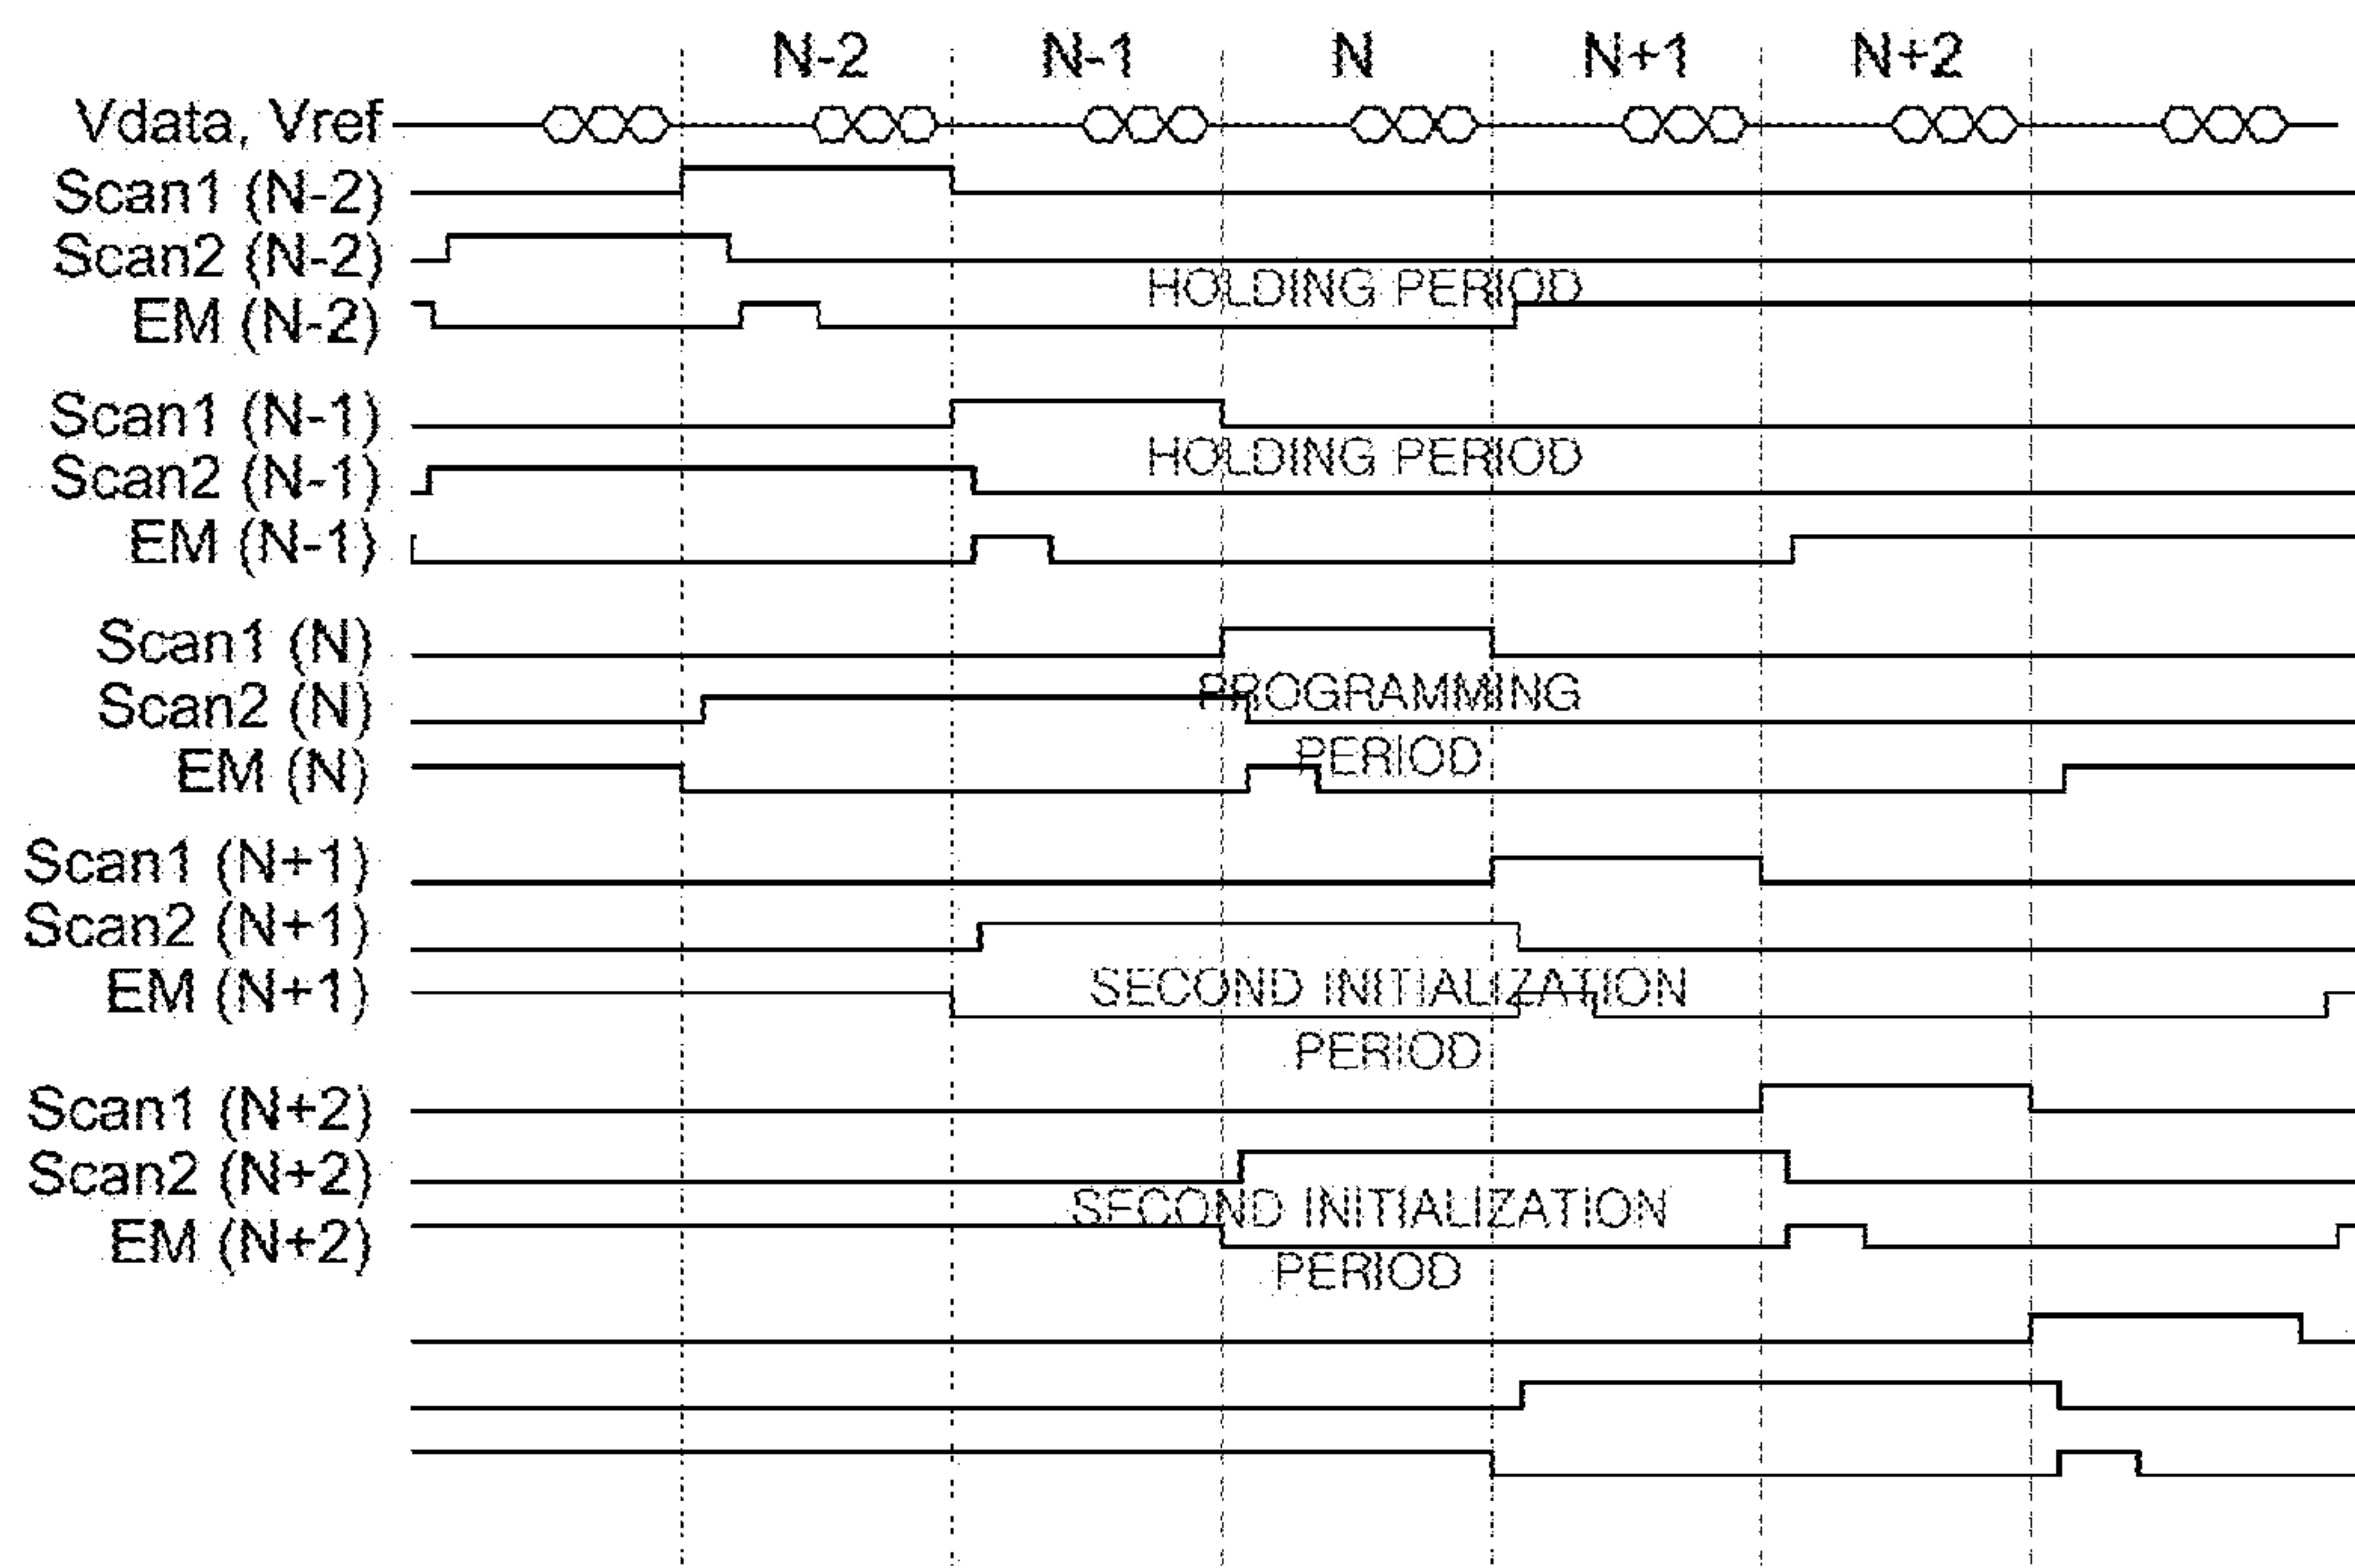 N-2 N-1 N N+1 N+2
Vdata, Vref
Scan1 (N-2)
Scan2 (N-2)
HOLDING PERIOD
EM (N-2)
Scan1 (N-1)
HOLDING PERIOD
Scan2 (N-1)
EM (N-1)
Scan1 (N)
PROGRAMMING
Scan2 (N)
PERIOD
EM (N)
Scan1 (N+1)
Scan2 (N+1)
SECOND INITIALIZATION
EM (N+1)
PERIOD
Scan1 (N+2)
Scan2 (N+2)
SECOND INITIALIZATION
EM (N+2)
PERIOD